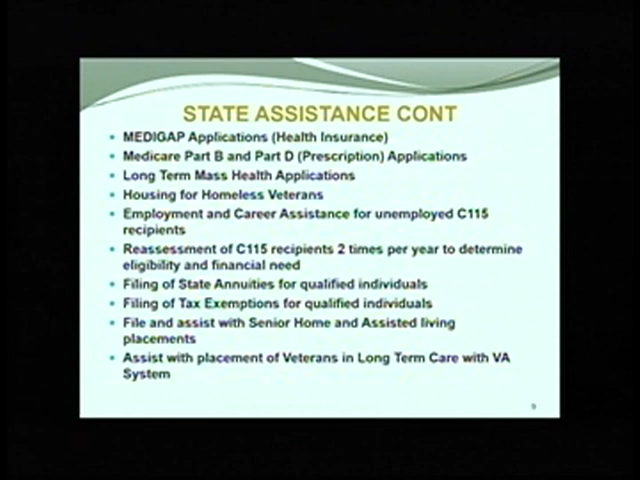 STATE ASSISTANCE CONT
• MEDIGAP Applications (Health Insurance)
• Medicare Part B and Part D (Prescription) Applications
• Long Term Mass Health Applications
• Housing for Homeless Veterans
• Employment and Career Assistance for unemployed C115
recipients
• Reassessment of C115 recipients 2 times per year to determine
eligibility and financial need
• Filing of State Annuities for qualified individuals
• Filing of Tax Exemptions for qualified individuals
• File and assist with Senior Home and Assisted living
placements
• Assist with placement of Veterans in Long Term Care with VA
System
9